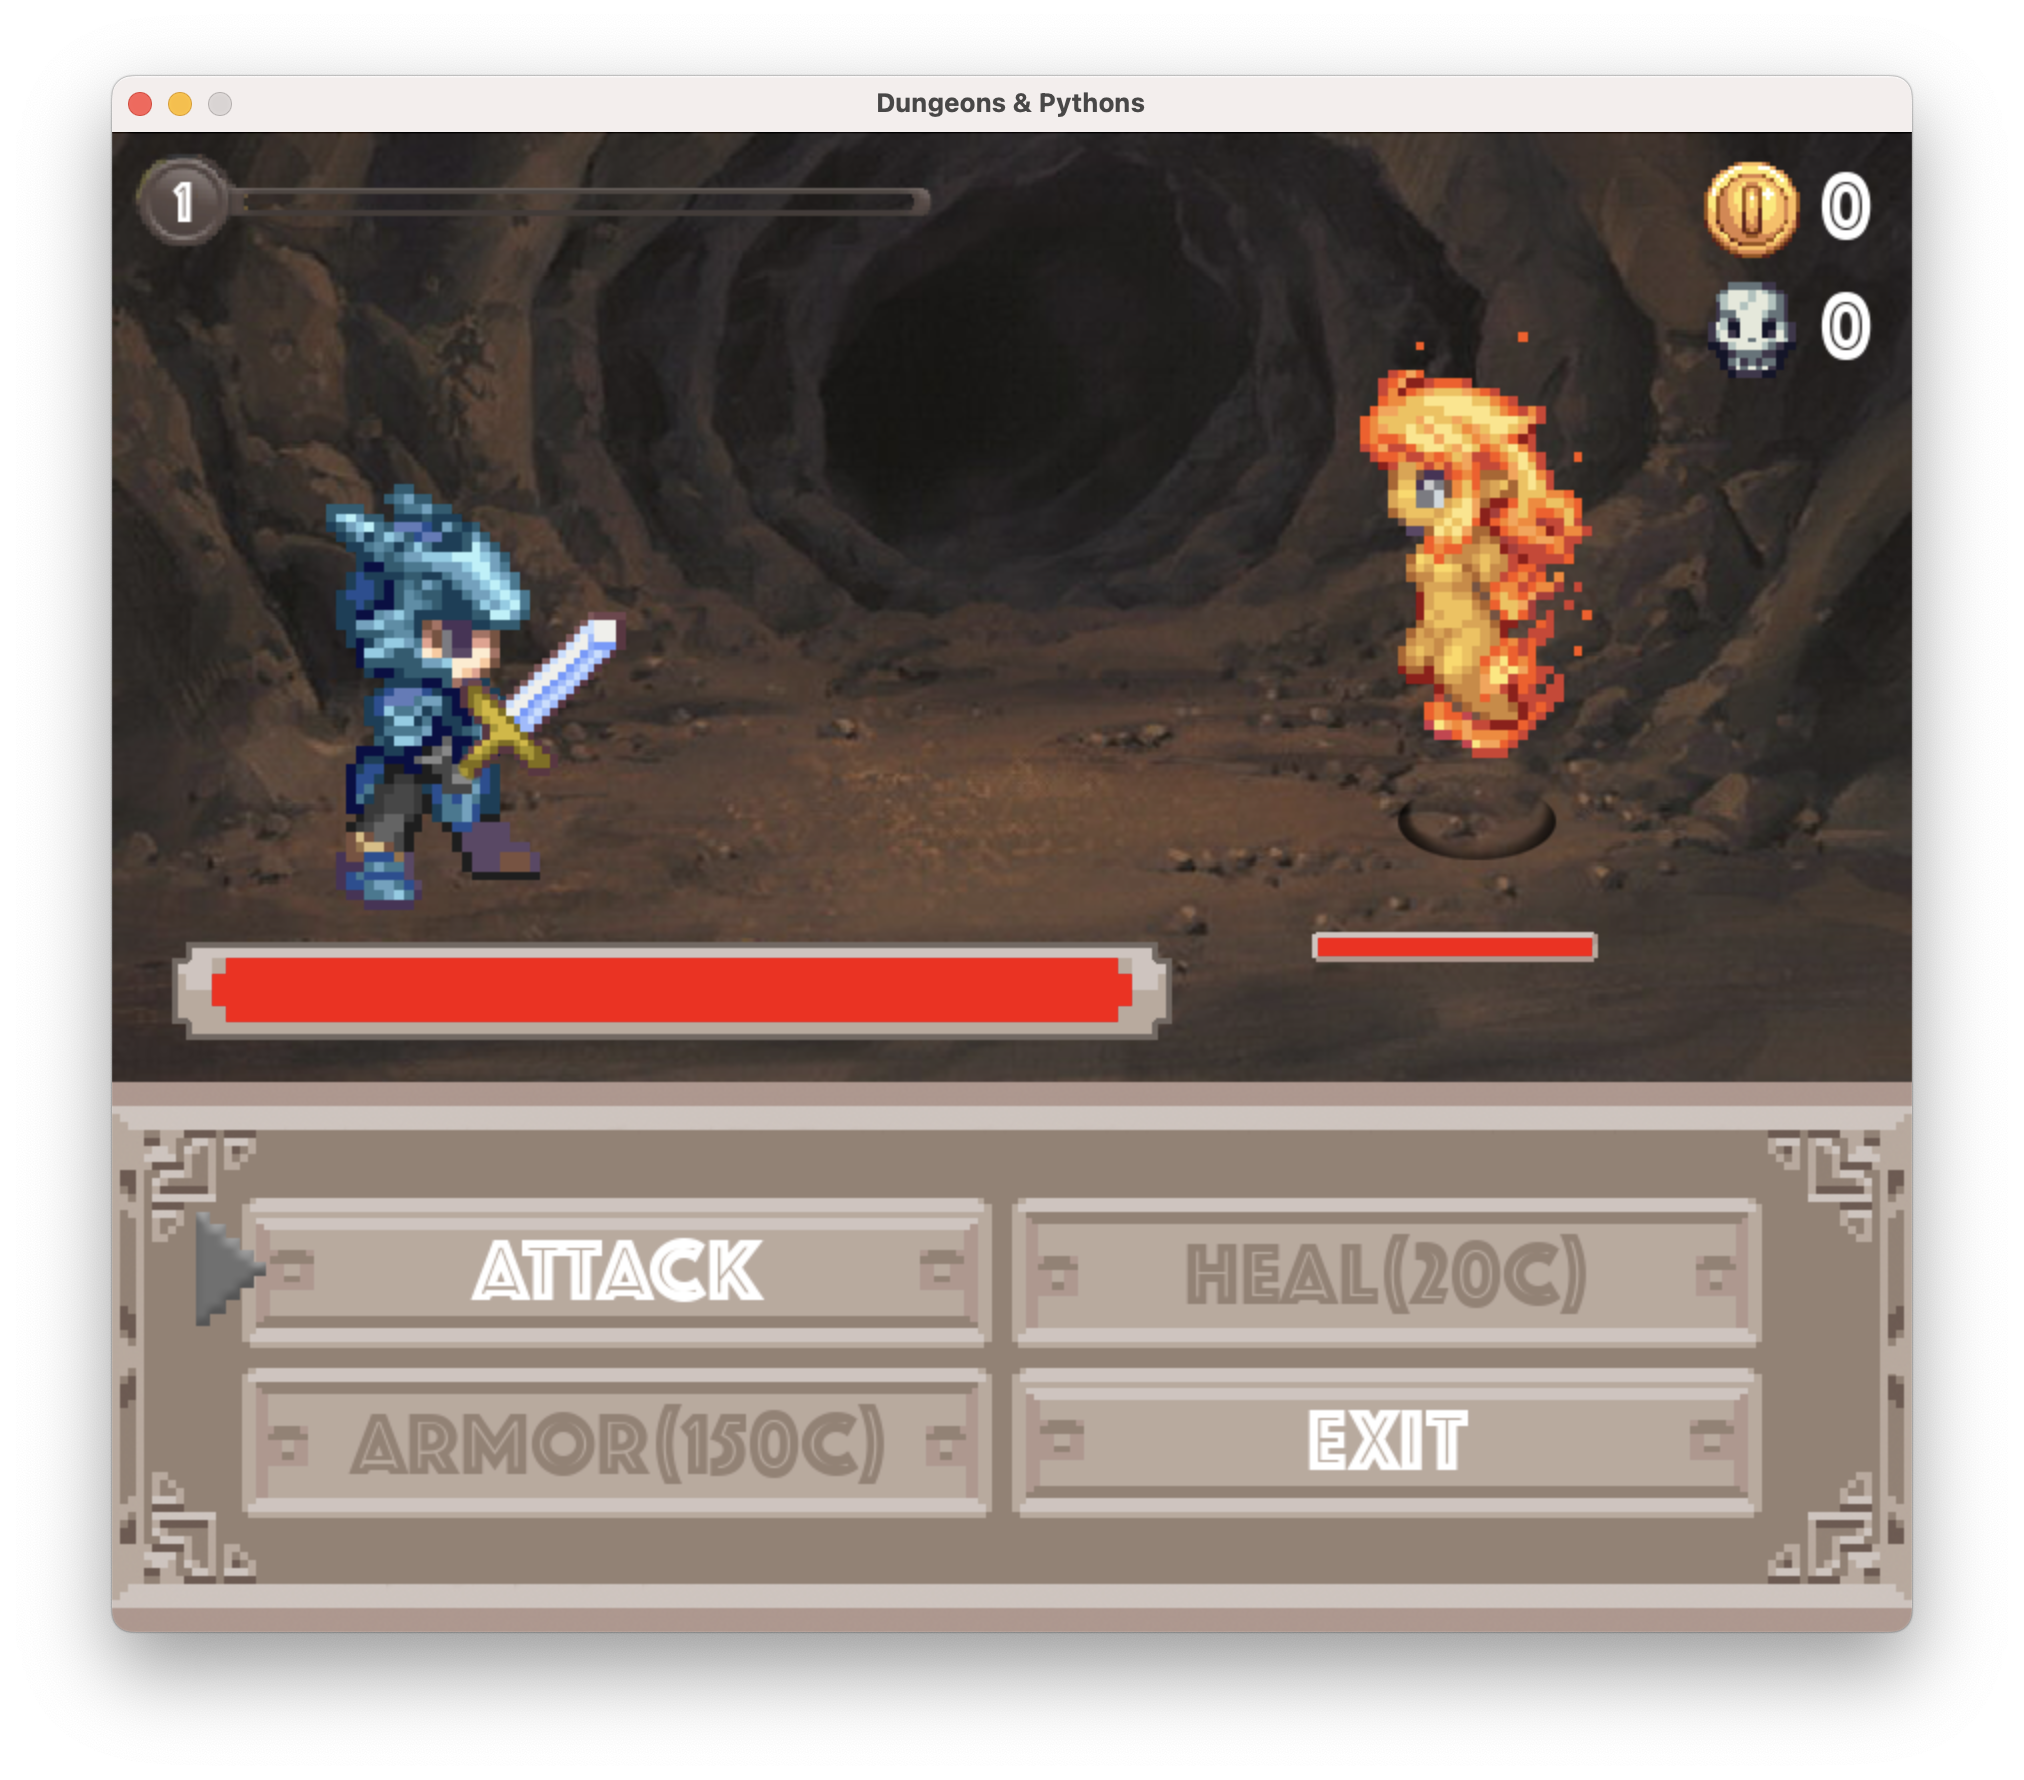 Dungeons & Pythons
1
0
0
ATTACK
HEAL(20C)
ARMOR(150C)
EXIT